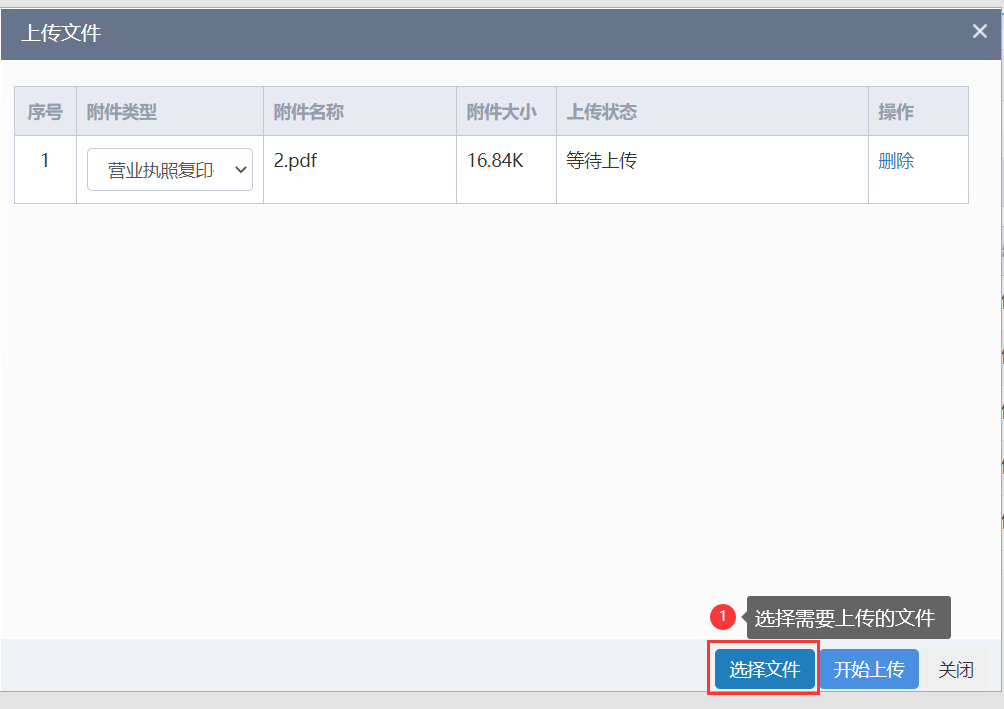 上传文件
序号 附件类型 附件名称 附件大小 上传状态 操作
1 营业执照复印 2.pdf 16.84K 等待上传 删除
1 选择需要上传的文件
选择文件 开始上传 关闭